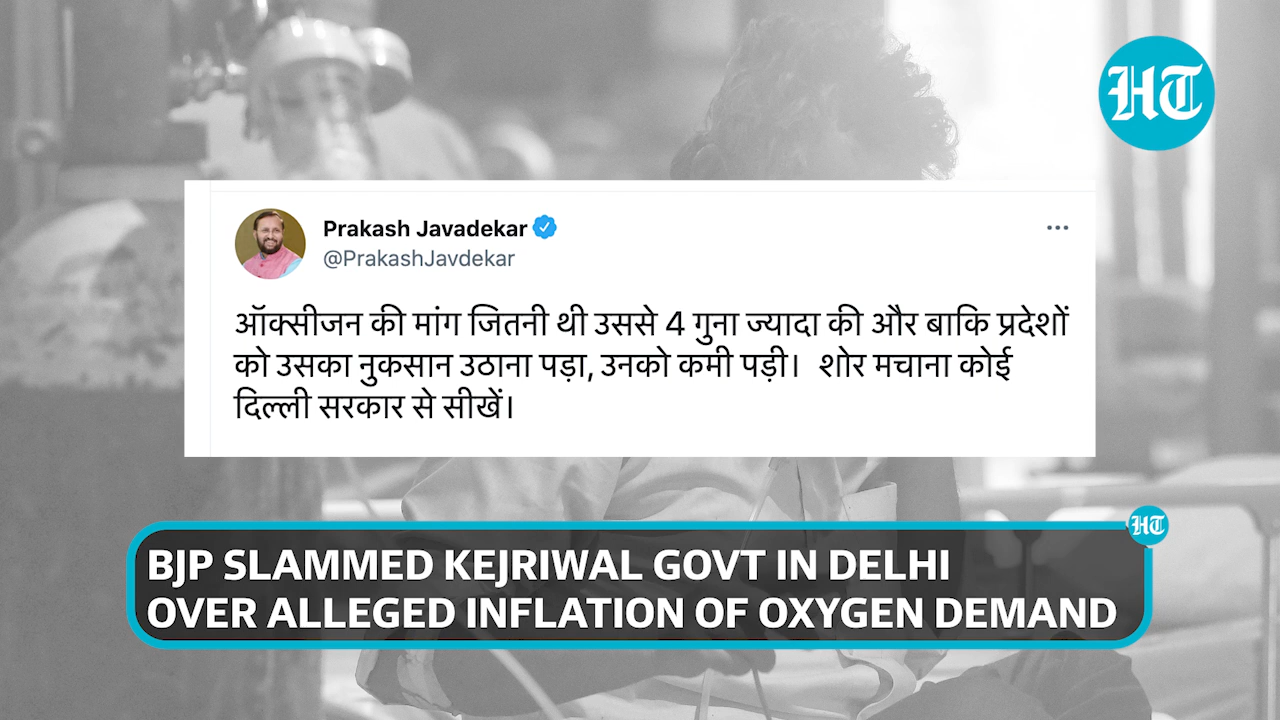 HT
Prakash Javadekar
@PrakashJavdekar
ऑक्सीजन की मांग जितनी थी उससे 4 गुना ज्यादा की और बाकि प्रदेशों
को उसका नुकसान उठाना पड़ा, उनको कमी पड़ी। शोर मचाना कोई
दिल्ली सरकार से सीखें।
HT
BJP SLAMMED KEJRIWAL GOVT IN DELHI
OVER ALLEGED INFLATION OF OXYGEN DEMAND